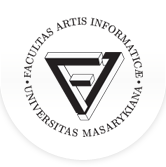 FACULTAS ARTIS INFORMATICÆ
UNIVERSITAS MASARYKIANA